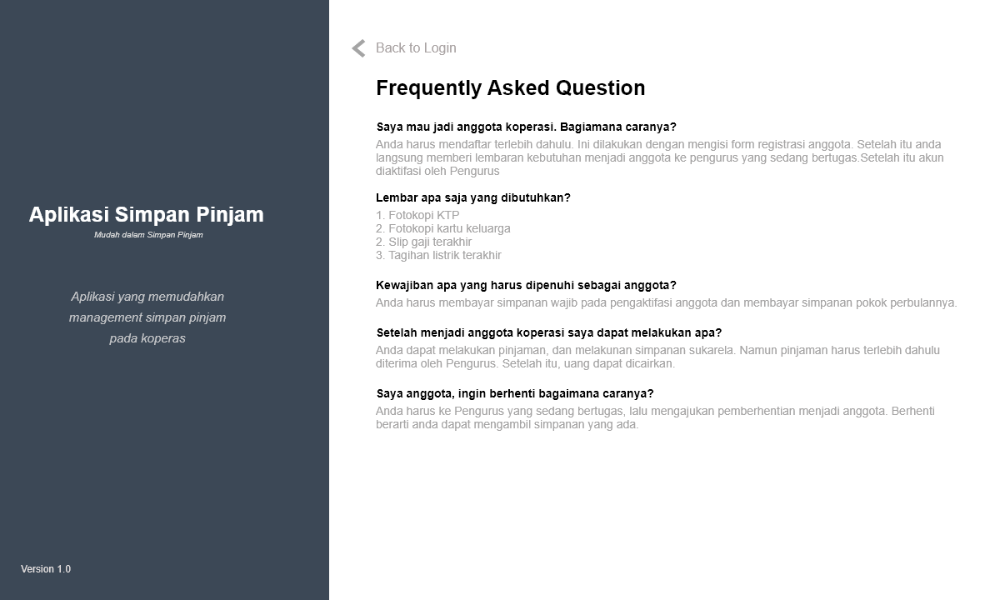 Aplikasi Simpan Pinjam
Mudah dalam Simpan Pinjam
Aplikasi yang memudahkan
management simpan pinjam
pada koperas
Version 1.0
Back to Login
Frequently Asked Question
Saya mau jadi anggota koperasi. Bagiamana caranya?
Anda harus mendaftar terlebih dahulu. Ini dilakukan dengan mengisi form registrasi anggota. Setelah itu anda
langsung memberi lembaran kebutuhan menjadi anggota ke pengurus yang sedang bertugas.Setelah itu akun
diaktifasi oleh Pengurus
Lembar apa saja yang dibutuhkan?
1. Fotokopi KTP
2. Fotokopi kartu keluarga
2. Slip gaji terakhir
3. Tagihan listrik terakhir
Kewajiban apa yang harus dipenuhi sebagai anggota?
Anda harus membayar simpanan wajib pada pengaktifasi anggota dan membayar simpanan pokok perbulannya.
Setelah menjadi anggota koperasi saya dapat melakukan apa?
Anda dapat melakukan pinjaman, dan melakunan simpanan sukarela. Namun pinjaman harus terlebih dahulu
diterima oleh Pengurus. Setelah itu, uang dapat dicairkan.
Saya anggota, ingin berhenti bagaimana caranya?
Anda harus ke Pengurus yang sedang bertugas, lalu mengajukan pemberhentian menjadi anggota. Berhenti
berarti anda dapat mengambil simpanan yang ada.